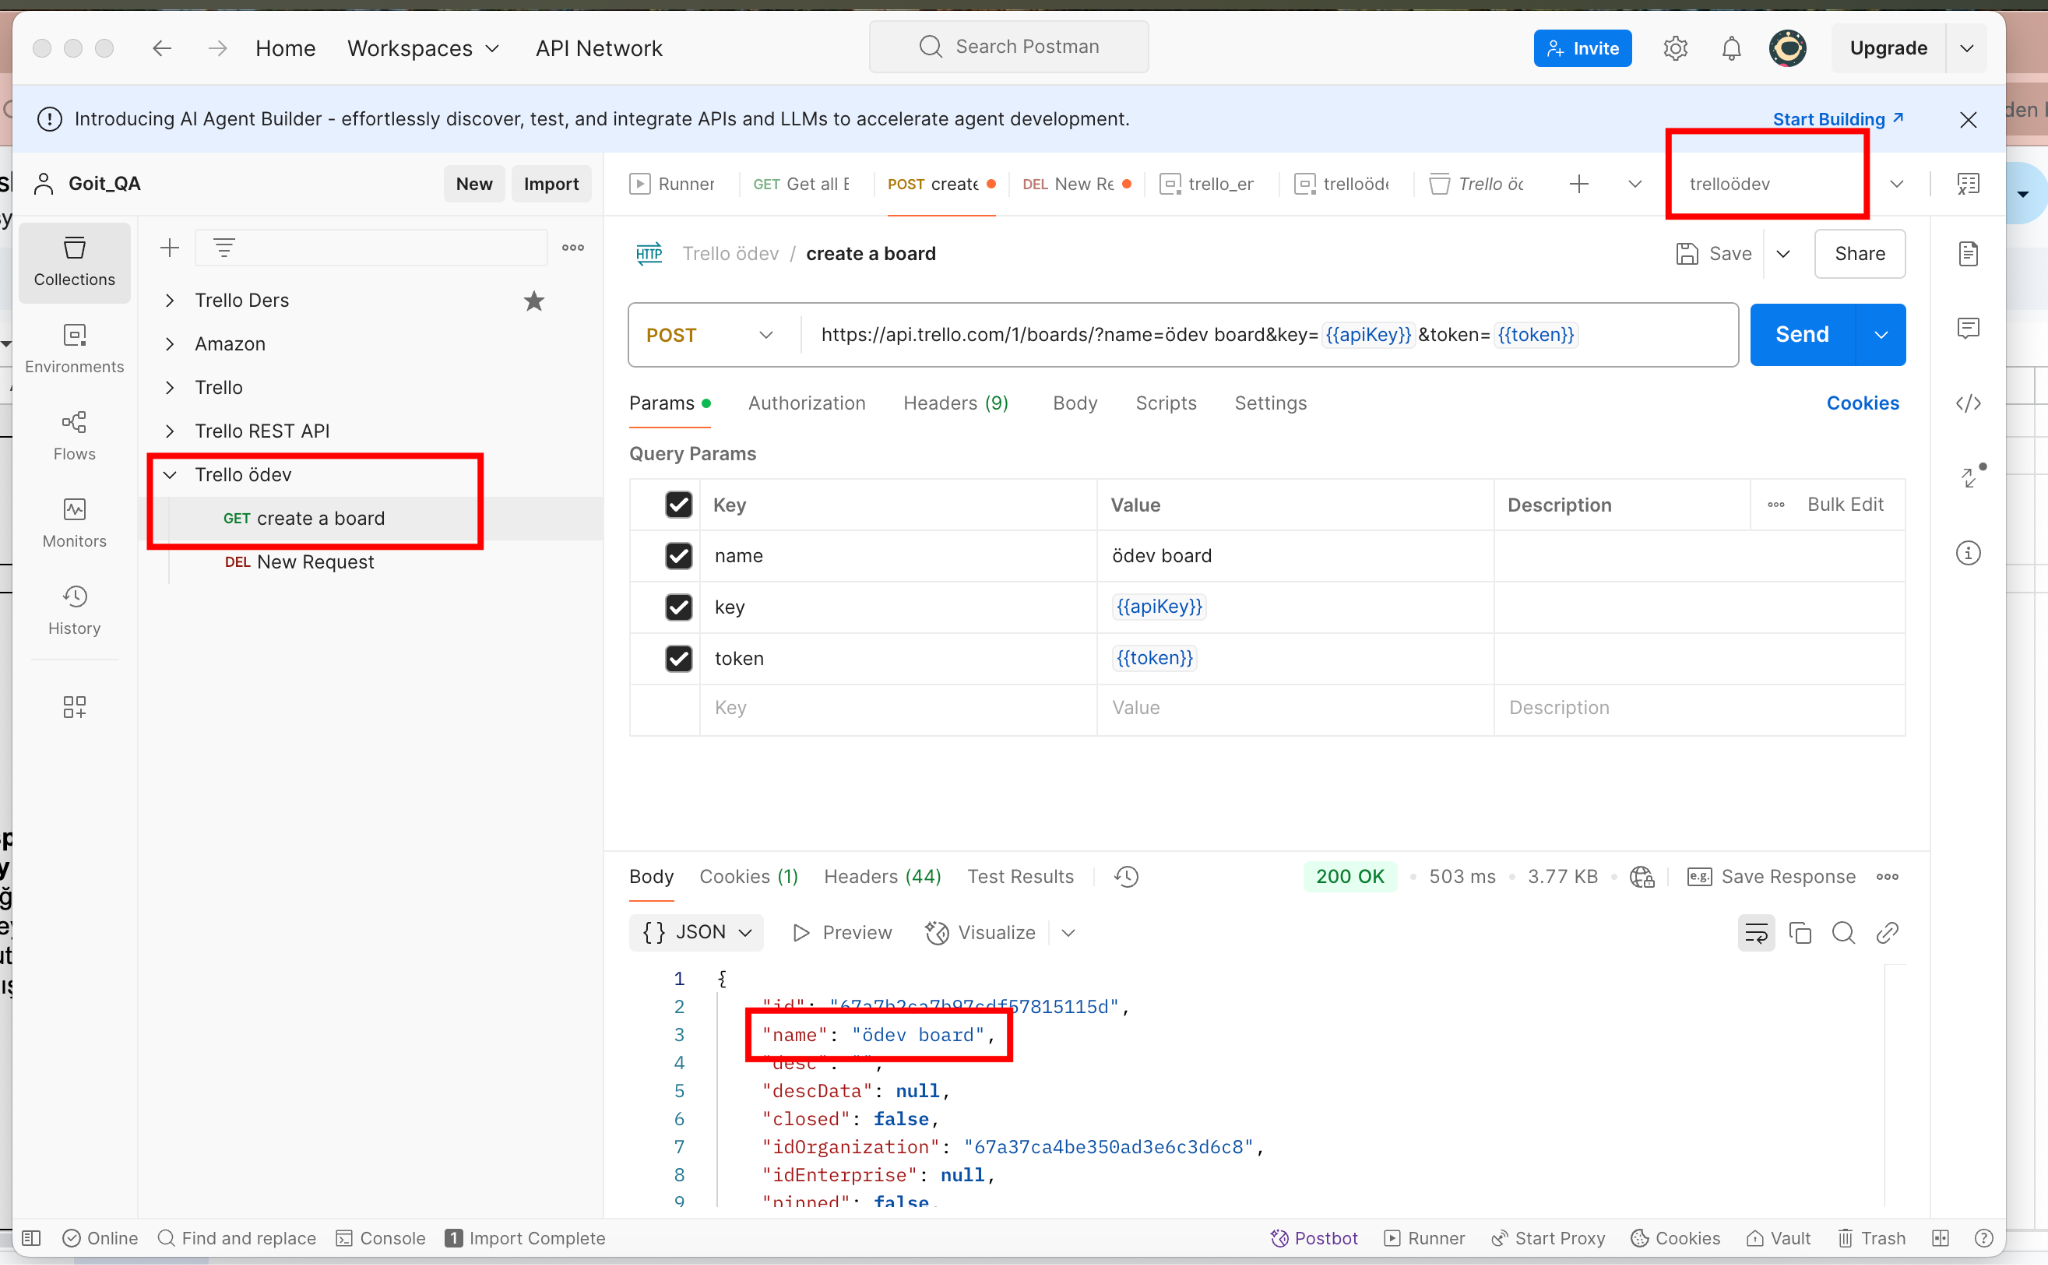 Home Workspaces API Network Search Postman Invite Upgrade
Introducing AI Agent Builder - effortlessly discover, test, and integrate APIs and LLMs to accelerate agent development. Start Building
Goit_QA New Import
Runner GET Get all POST create DEL New Re trello_er trelloöde Trello öd trelloödev
Collections
Environments
Flows
Monitors
History
Trello Ders
Amazon
Trello
Trello REST API
Trello ödev
GET create a board
DEL New Request
HTTP Trello ödev / create a board Save Share
POST https://api.trello.com/1/boards/?name=ödev board&key={{apiKey}}&token={{token}} Send
Params Authorization Headers (9) Body Scripts Settings Cookies
Query Params
Key Value Description Bulk Edit
name ödev board
key {{apiKey}}
token {{token}}
Key Value Description
Body Cookies (1) Headers (44) Test Results 200 OK 503 ms 3.77 KB e.g. Save Response
{} JSON Preview Visualize
1 {
2 "id": "67a7b2ca7b97cdf57815115d",
3 "name": "ödev board",
4 "desc": "",
5 "descData": null,
6 "closed": false,
7 "idOrganization": "67a37ca4be350ad3e6c3d6c8",
8 "idEnterprise": null,
9 "pinned": false,
Online Find and replace Console 1 Import Complete Postbot Runner Start Proxy Cookies Vault Trash